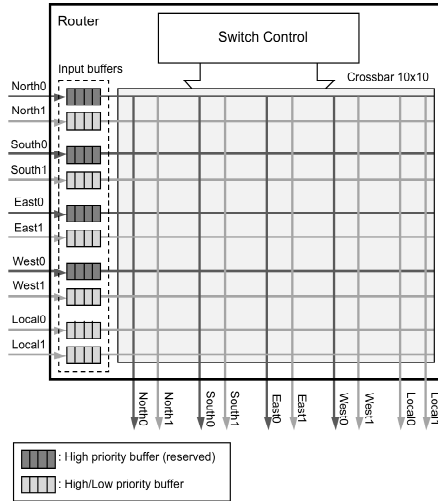 Router
Switch Control
Input buffers
Crossbar 10x10
North0
North1
South0
South1
East0
East1
West0
West1
Local0
Local1
North0
North1
South0
South1
East0
East1
West0
West1
Local0
Local1
: High priority buffer (reserved)
: High/Low priority buffer